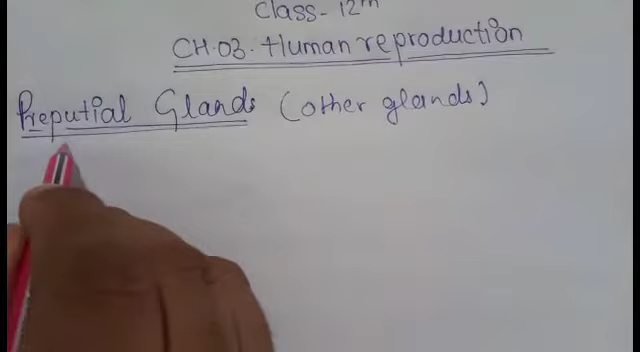 Class- 12th
CH.03. Human reproduction
Preputial Glands (other glands)